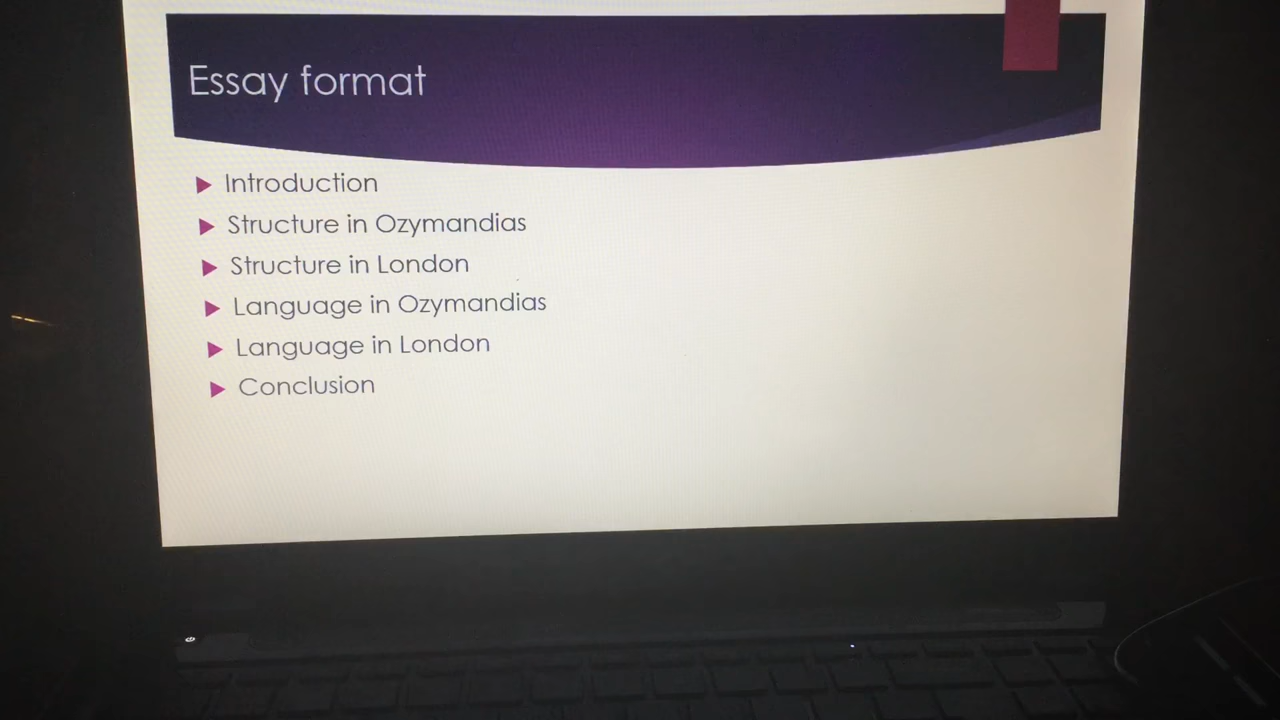 Essay format
Introduction
Structure in Ozymandias
Structure in London
Language in Ozymandias
Language in London
Conclusion